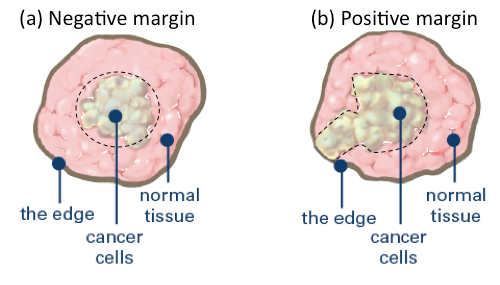 (a) Negative margin
(b) Positive margin
the edge
cancer
cells
normal
tissue
the edge
cancer
cells
normal
tissue